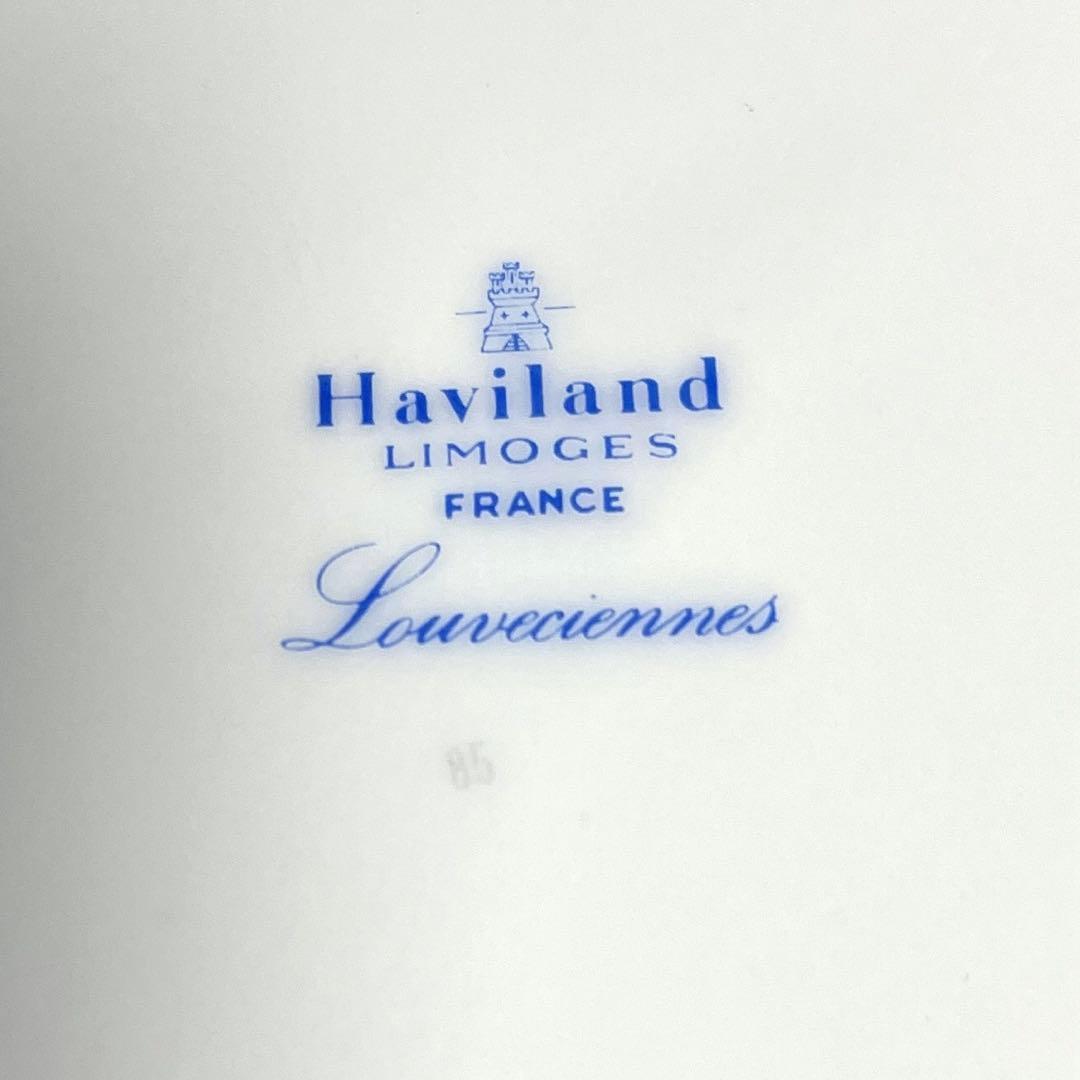 Haviland
LIMOGES
FRANCE
Louveciennes
85